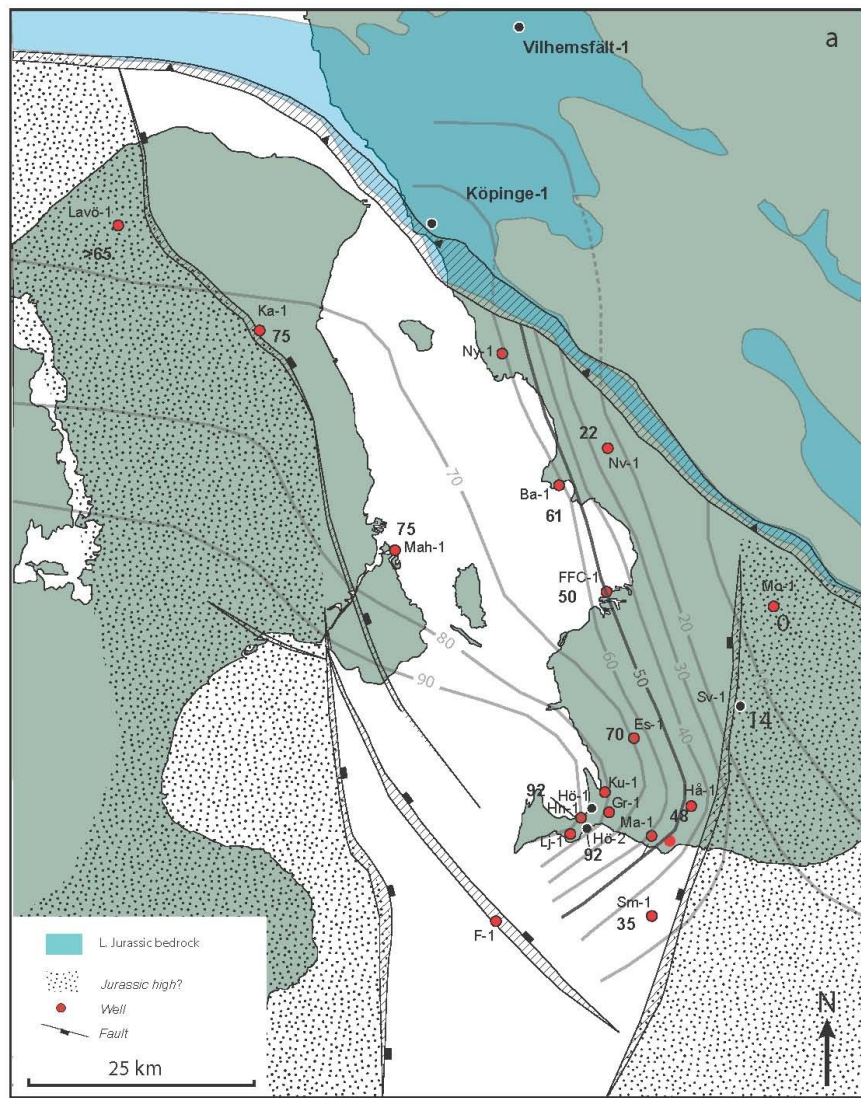 a
Vilhemsfält-1
Köpinge-1
Lavö-1
>65
Ka-1
75
Ny-1
22
Nv-1
70
Ba-1
61
75
Mah-1
FFC-1
50
Mo-1
0
20
80
30
60
50
90
Sv-1
14
70
Es-1
40
92
Ku-1
Hö-1
Hn-1
Gr-1
Hå-1
48
Ma-1
Lj-1
Hö-2
92
Sm-1
35
F-1
L. Jurassic bedrock
Jurassic high?
Well
Fault
25 km
N